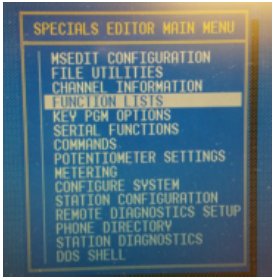 SPECIALS EDITOR MAIN MENU
MSEDIT CONFIGURATION
FILE UTILITIES
CHANNEL INFORMATION
FUNCTION LISTS
KEY PGM OPTIONS
SERIAL FUNCTIONS
COMMANDS
POTENTIOMETER SETTINGS
METERING
CONFIGURE SYSTEM
STATION CONFIGURATION
REMOTE DIAGNOSTICS SETUP
PHONE DIRECTORY
STATION DIAGNOSTICS
DOS SHELL